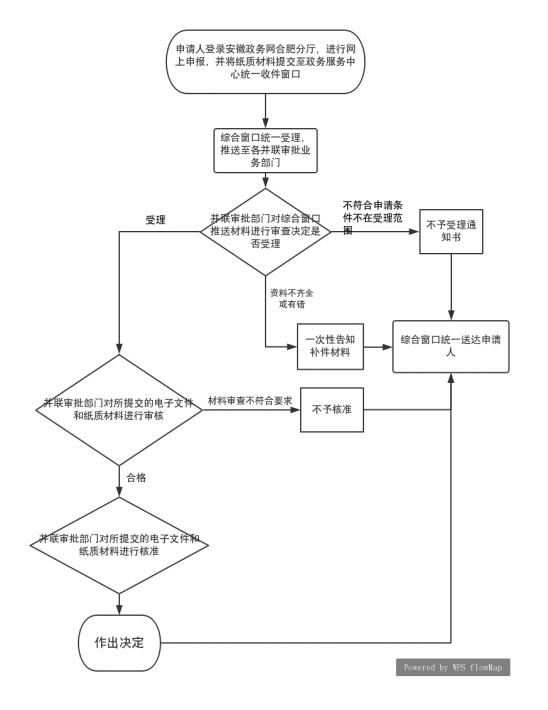 申请人登录安徽政务网合肥分厅，进行网
上申报，并将纸质材料提交至政务服务中
心统一收件窗口
综合窗口统一受理，
推送至各并联审批业
务部门
并联审批部门对综合窗口
推送材料进行审查决定是
否受理
受理
不符合申请条
件不在受理范
围
不予受理通
知书
资料不齐全
或有错
一次性告知
补件材料
综合窗口统一送达申请
人
并联审批部门对所提交的电子文件
和纸质材料进行审核
材料审查不符合要求
不予核准
合格
并联审批部门对所提交的电子文件和
纸质材料进行核准
作出决定
Powered by WPS flowMap